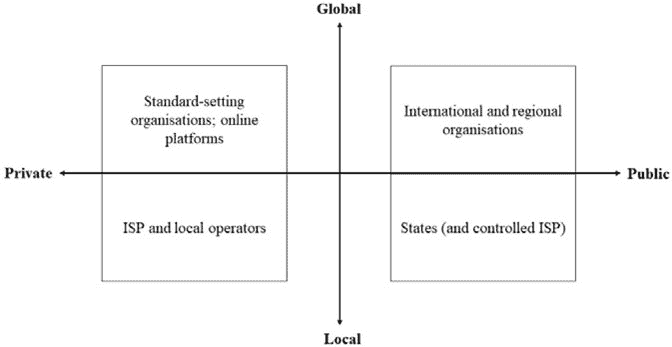 Global
Standard-setting
organisations; online
platforms
International and regional
organisations
Private
Public
ISP and local operators
States (and controlled ISP)
Local